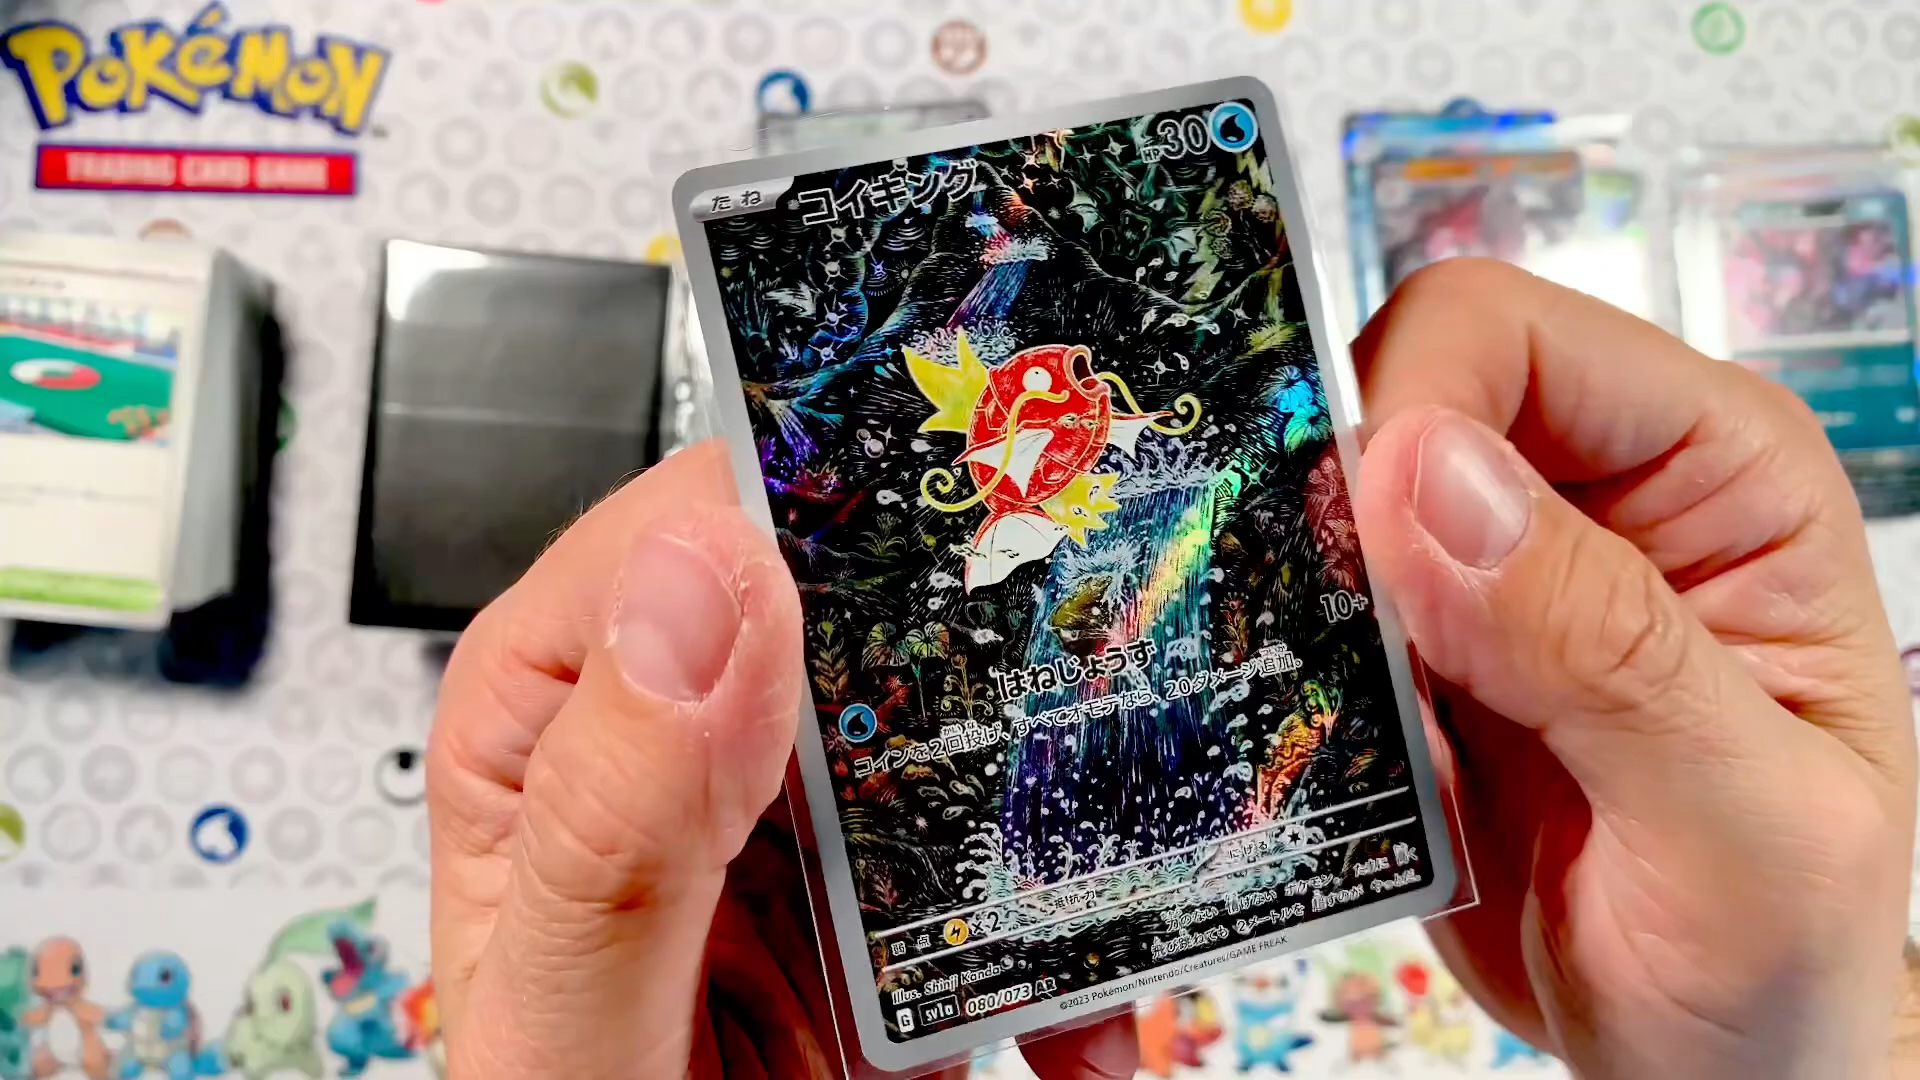 POKéMON
TRADING CARD GAME
たね コイキング HP30
はねじょうず 10+
コインを2回投げ、すべてオモテなら、20ダメージ追加。
弱点 ×2 抵抗力 にげる
力のない 情けない ポケモン。 たまに 高く
飛び跳ねても 2メートルを 超すのが やっとだ。
Illus. Shinji Kanda
G sv1a 080/073 AR
©2023 Pokémon/Nintendo/Creatures/GAME FREAK